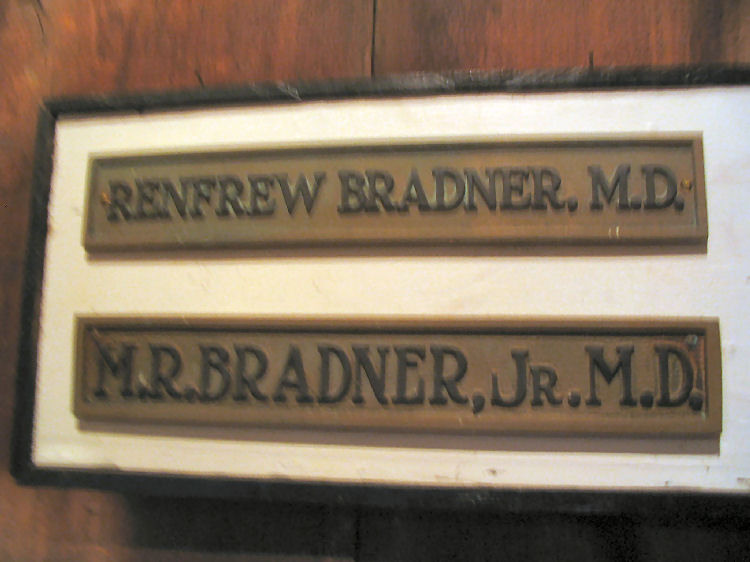 RENFREW BRADNER. M.D.
M.R.BRADNER, JR. M.D.